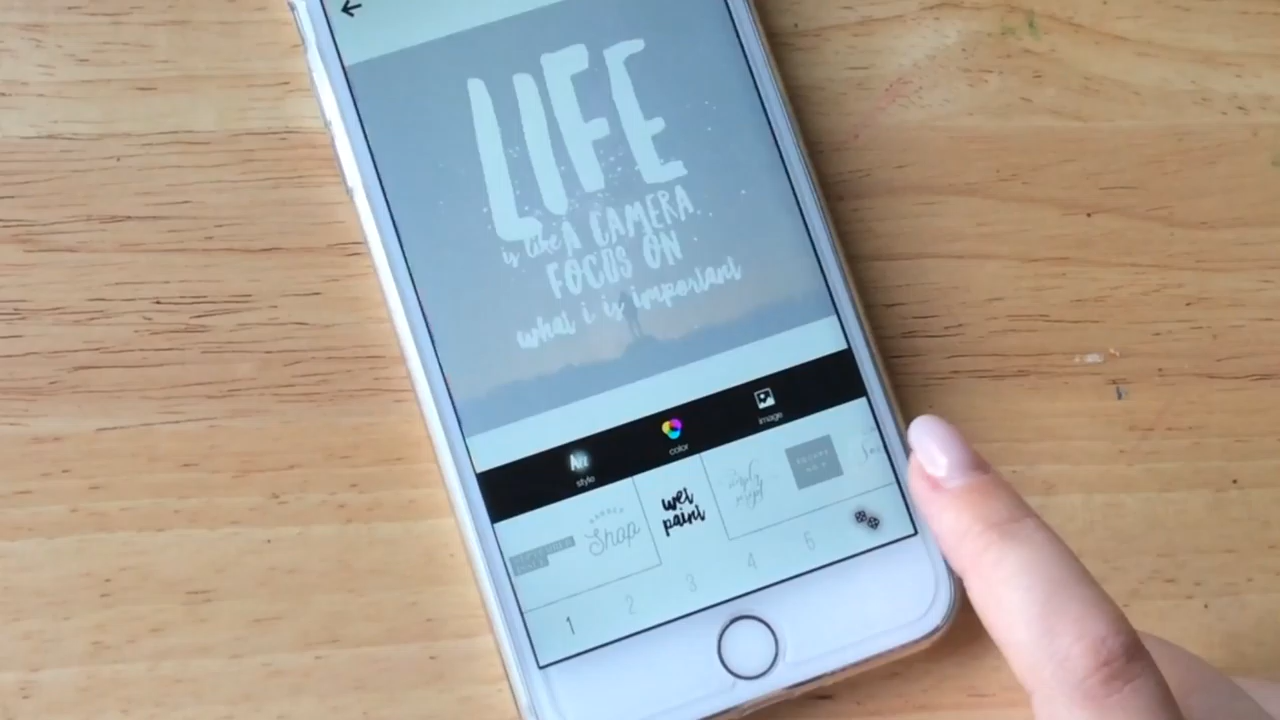 LIFE
is like A CAMERA
FOCUS ON
what i is important
style
color
image
SHOP
wet
paint
SQUARE
1
2
3
4
5